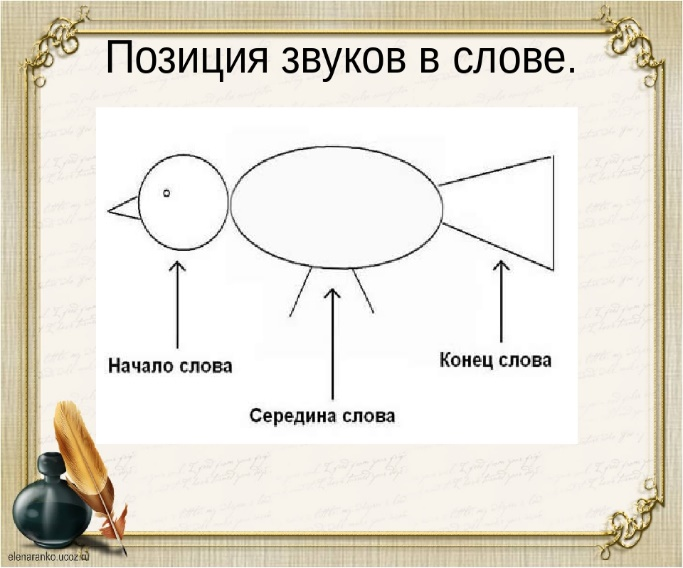 Позиция звуков в слове.
Начало слова
Конец слова
Середина слова
elenaranko.ucoz.ru